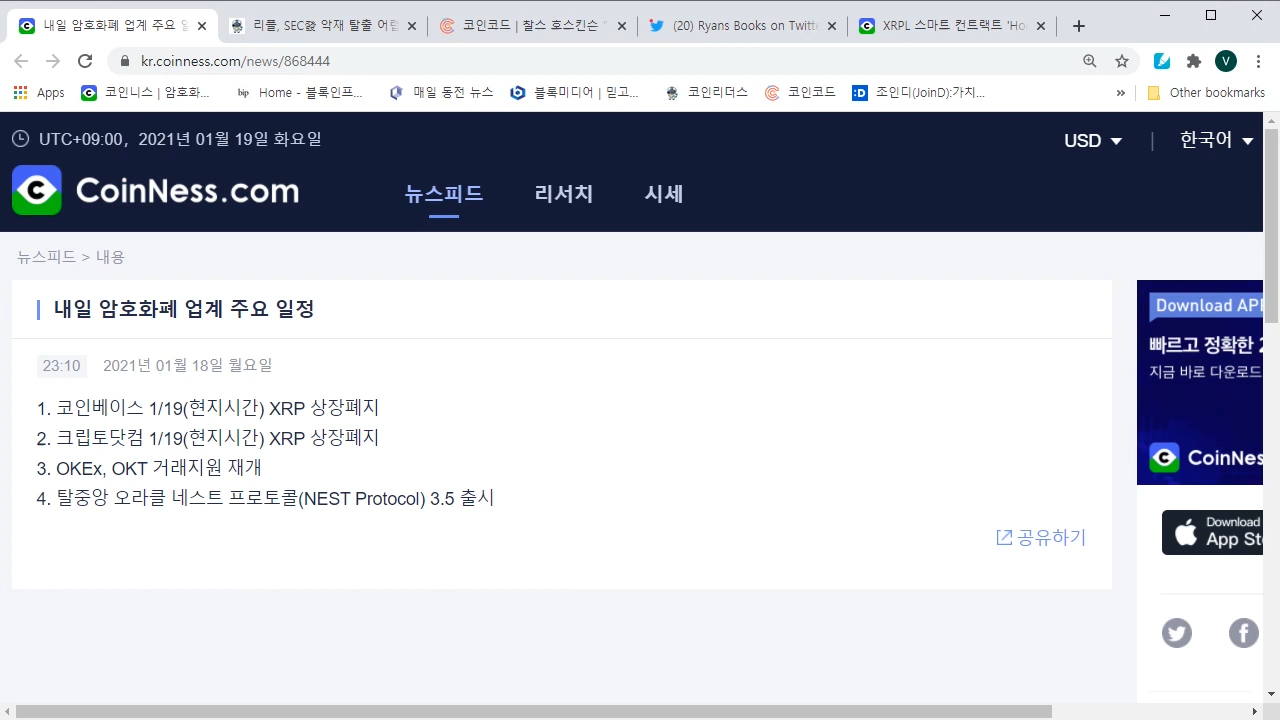 내일 암호화폐 업계 주요 일
리플, SEC發 악재 탈출 어렵
코인코드 | 찰스 호스킨슨 "
(20) Ryan Books on Twitte
XRPL 스마트 컨트랙트 'Ho
kr.coinness.com/news/868444
V
Apps
코인니스 | 암호화...
Home - 블록인프...
매일 동전 뉴스
블록미디어 | 믿고...
코인리더스
코인코드
조인디(JoinD):가치...
»
Other bookmarks
UTC+09:00, 2021년 01월 19일 화요일
USD | 한국어
CoinNess.com
뉴스피드 리서치 시세
뉴스피드 > 내용
내일 암호화폐 업계 주요 일정
23:10 2021년 01월 18일 월요일
1. 코인베이스 1/19(현지시간) XRP 상장폐지
2. 크립토닷컴 1/19(현지시간) XRP 상장폐지
3. OKEx, OKT 거래지원 재개
4. 탈중앙 오라클 네스트 프로토콜(NEST Protocol) 3.5 출시
공유하기
Download APP
빠르고 정확한 2
지금 바로 다운로드
CoinNes
Download
App Sto